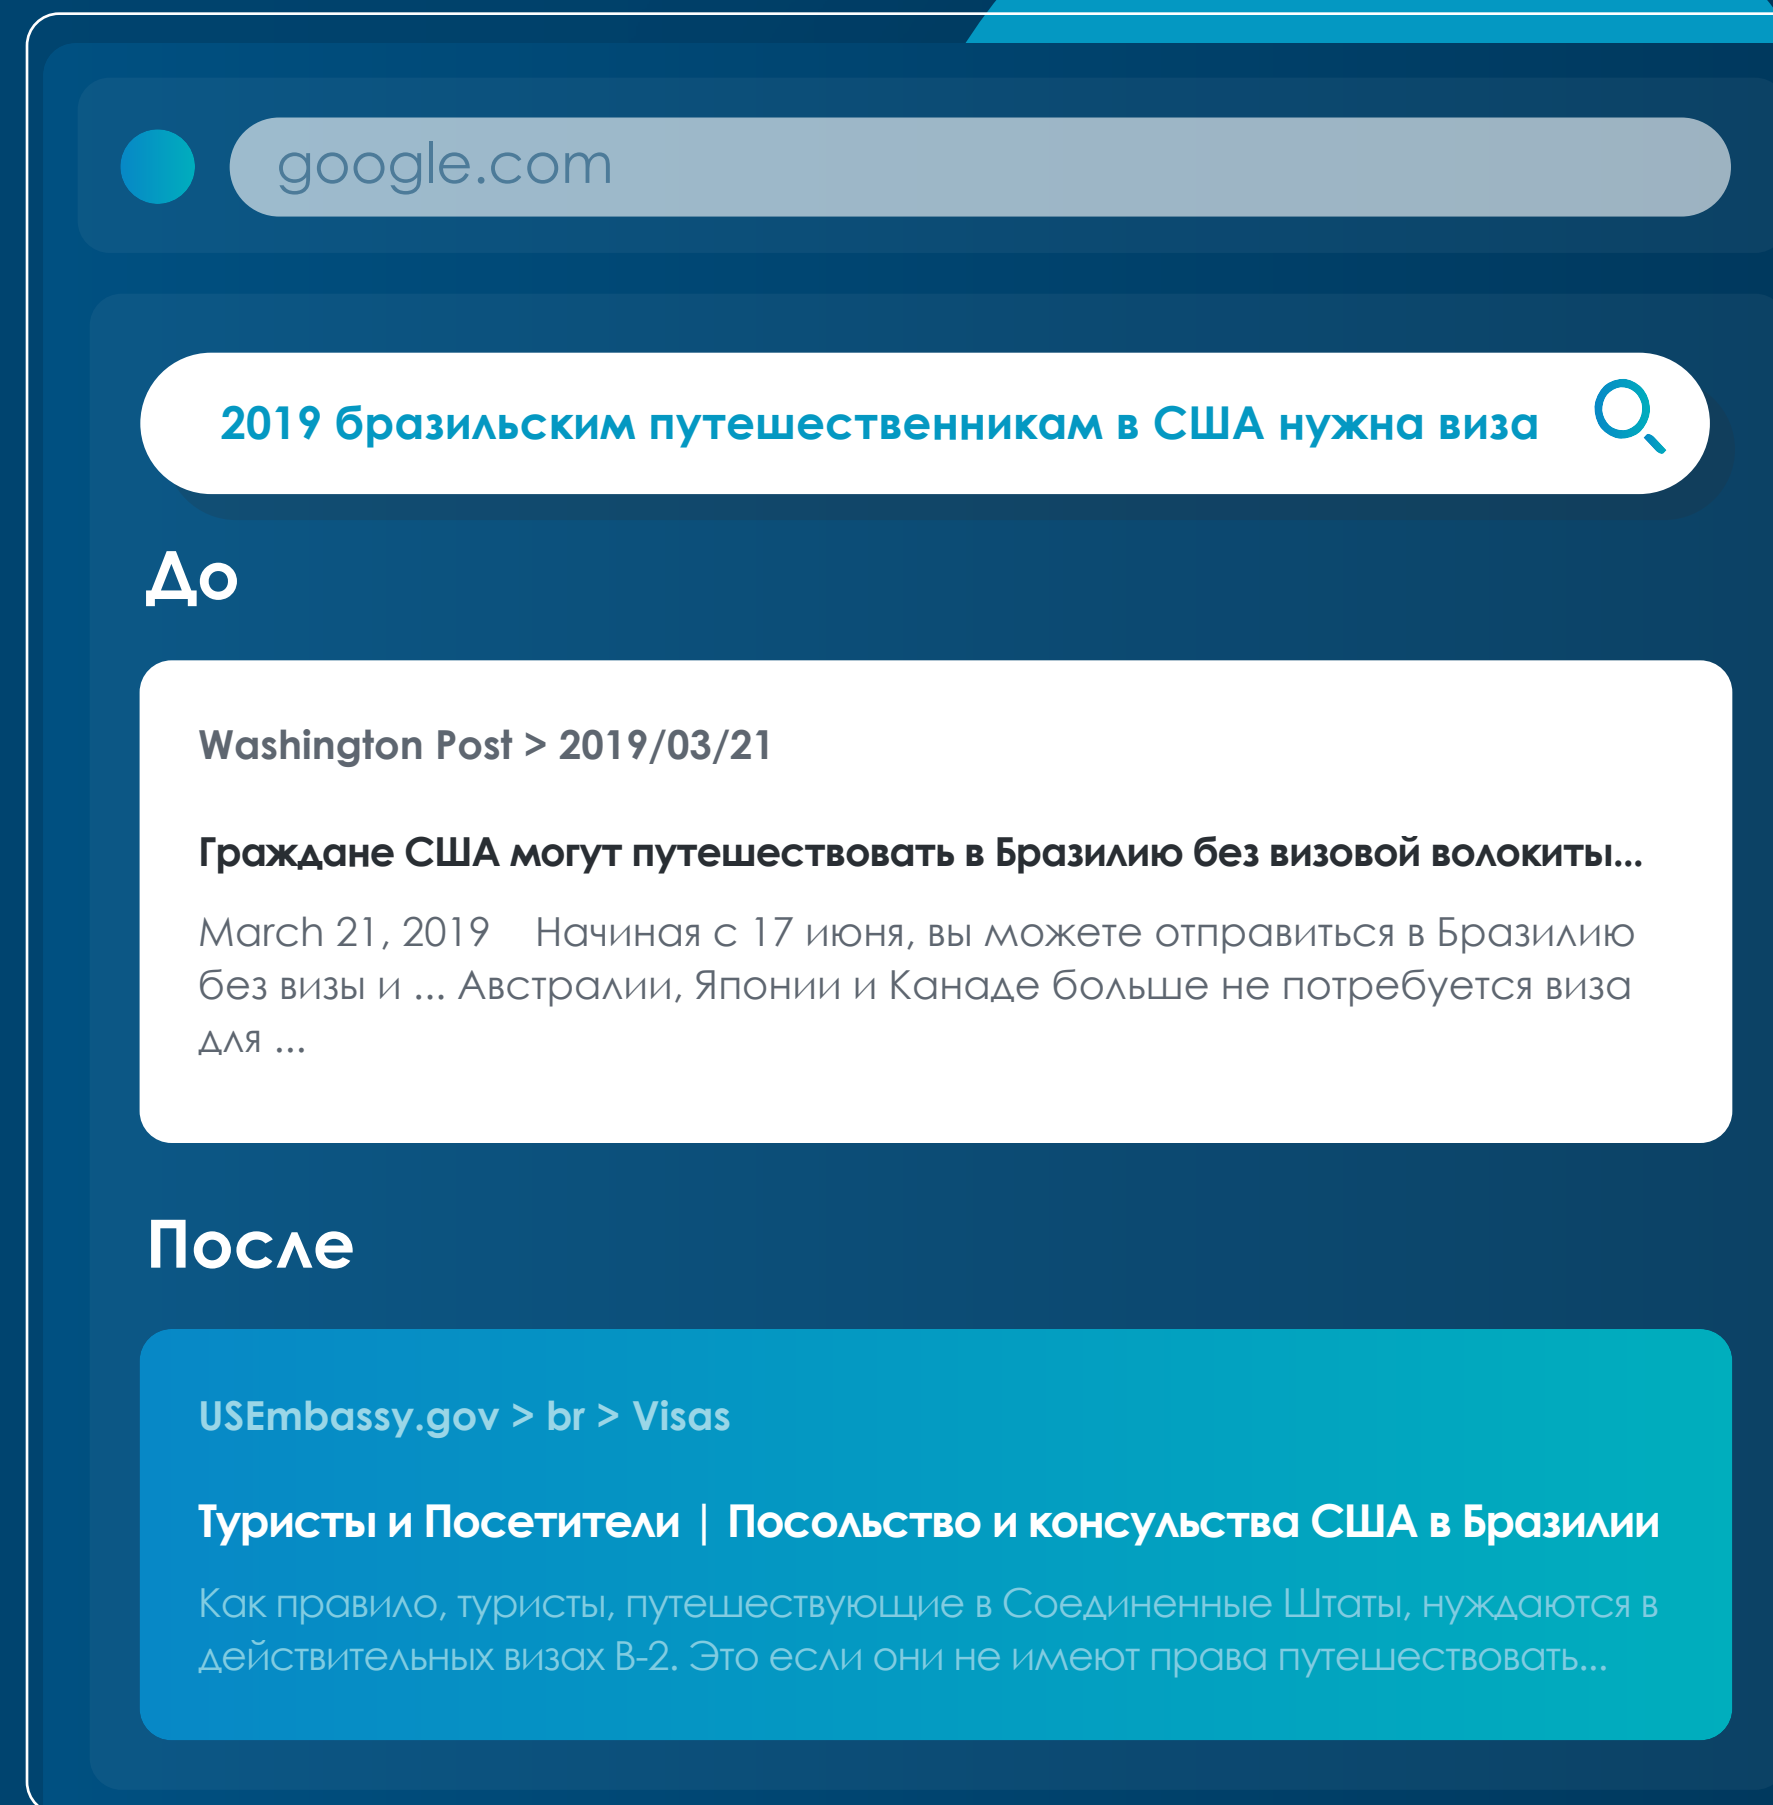 google.com
2019 бразильским путешественникам в США нужна виза
До
Washington Post > 2019/03/21
Граждане США могут путешествовать в Бразилию без визовой волокиты...
March 21, 2019 Начиная с 17 июня, вы можете отправиться в Бразилию
без визы и ... Австралии, Японии и Канаде больше не потребуется виза
для ...
После
USEmbassy.gov > br > Visas
Туристы и Посетители | Посольство и консульства США в Бразилии
Как правило, туристы, путешествующие в Соединенные Штаты, нуждаются в
действительных визах B-2. Это если они не имеют права путешествовать...